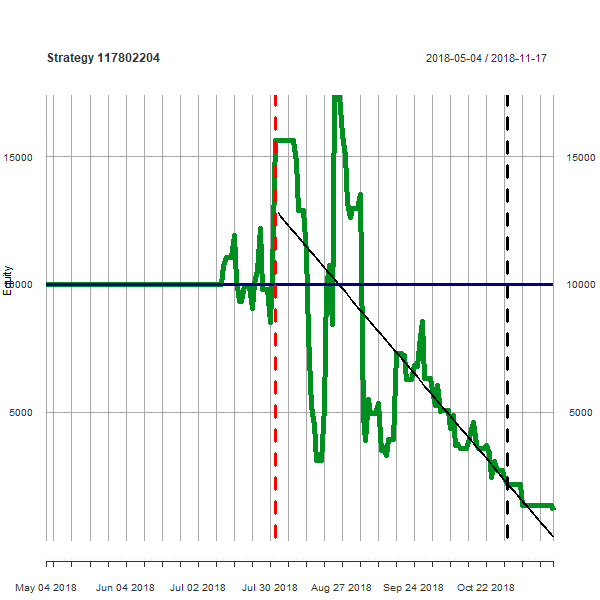 Strategy 117802204
2018-05-04 / 2018-11-17
15000
15000
Equity
10000
10000
5000
5000
May 04 2018
Jun 04 2018
Jul 02 2018
Jul 30 2018
Aug 27 2018
Sep 24 2018
Oct 22 2018